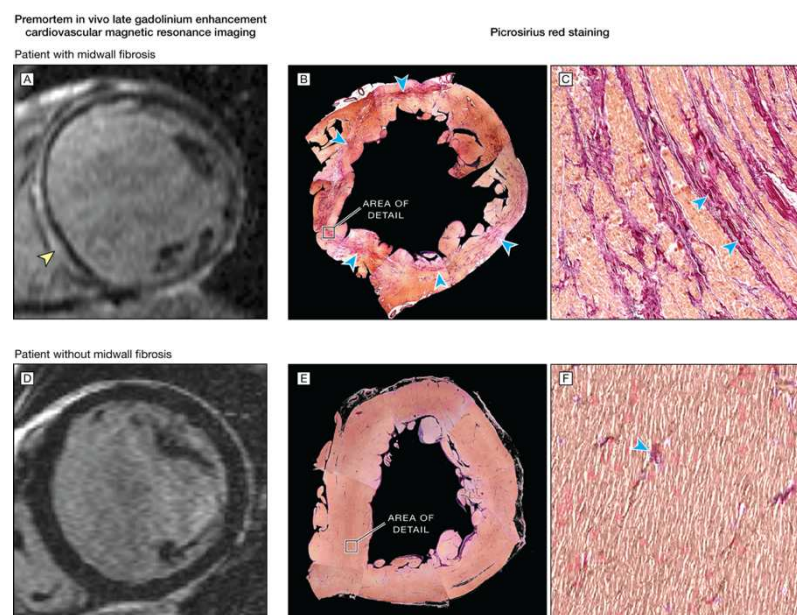 Premortem in vivo late gadolinium enhancement
cardiovascular magnetic resonance imaging
Picrosirius red staining
Patient with midwall fibrosis
A
B
C
AREA OF
DETAIL
Patient without midwall fibrosis
D
E
F
AREA OF
DETAIL